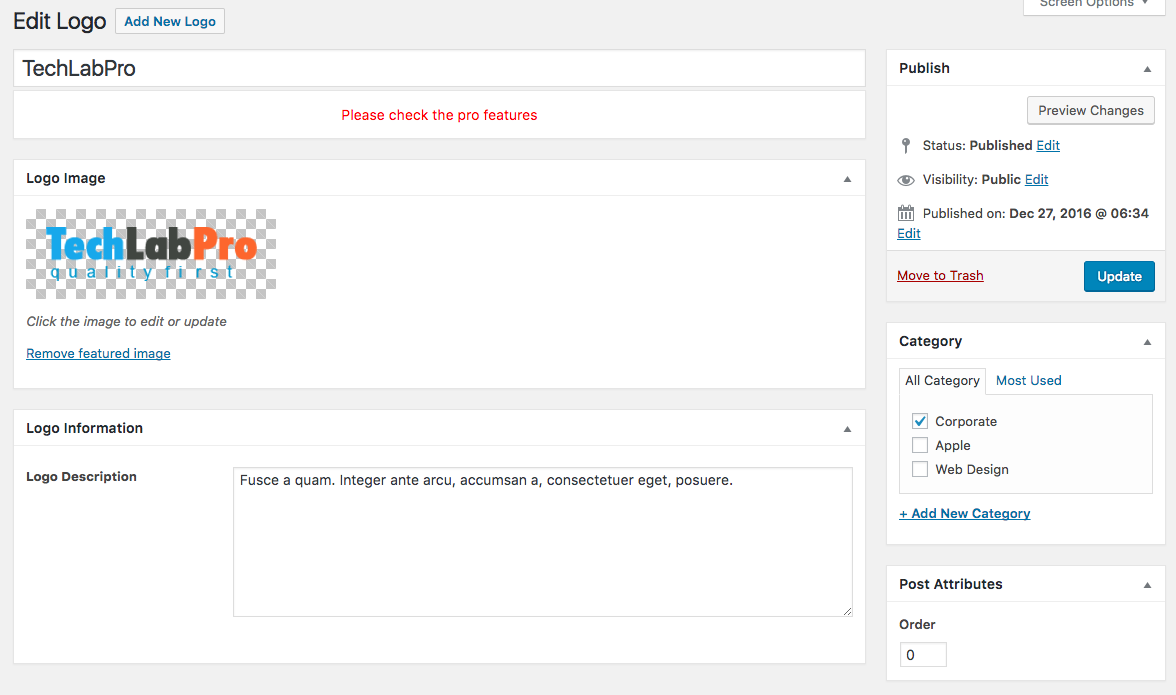 Edit Logo
Add New Logo
Screen Options
TechLabPro
Please check the pro features
Logo Image
TechLabPro
qualityfirst
Click the image to edit or update
Remove featured image
Logo Information
Logo Description
Fusce a quam. Integer ante arcu, accumsan a, consectetuer eget, posuere.
Publish
Preview Changes
Status: Published Edit
Visibility: Public Edit
Published on: Dec 27, 2016 @ 06:34
Edit
Move to Trash
Update
Category
All Category
Most Used
Corporate
Apple
Web Design
+ Add New Category
Post Attributes
Order
0